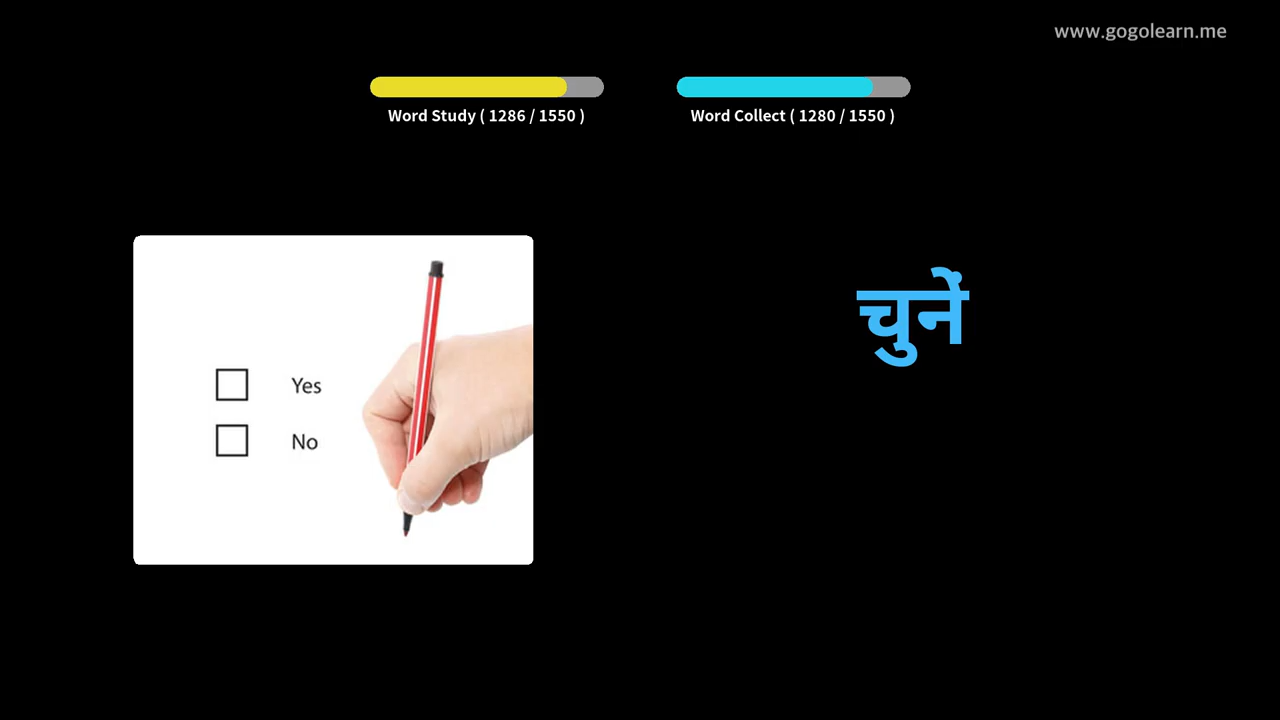 www.gogolearn.me
Word Study ( 1286 / 1550 )
Word Collect ( 1280 / 1550 )
चुनें
Yes
No